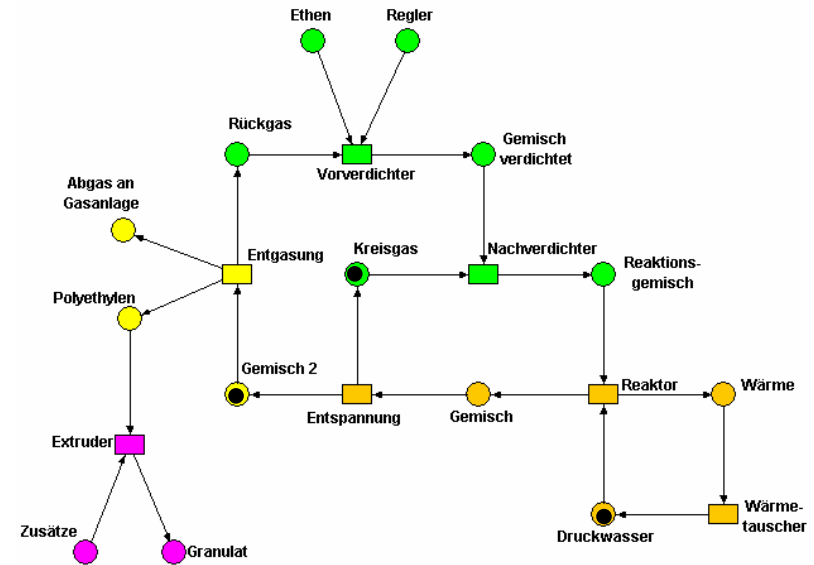 Ethen
Regler
Rückgas
Gemisch
verdichtet
Vorverdichter
Abgas an
Gasanlage
Entgasung
Kreisgas
Nachverdichter
Reaktions-
gemisch
Polyethylen
Gemisch 2
Reaktor
Wärme
Entspannung
Gemisch
Extruder
Wärme-
tauscher
Druckwasser
Zusätze
Granulat